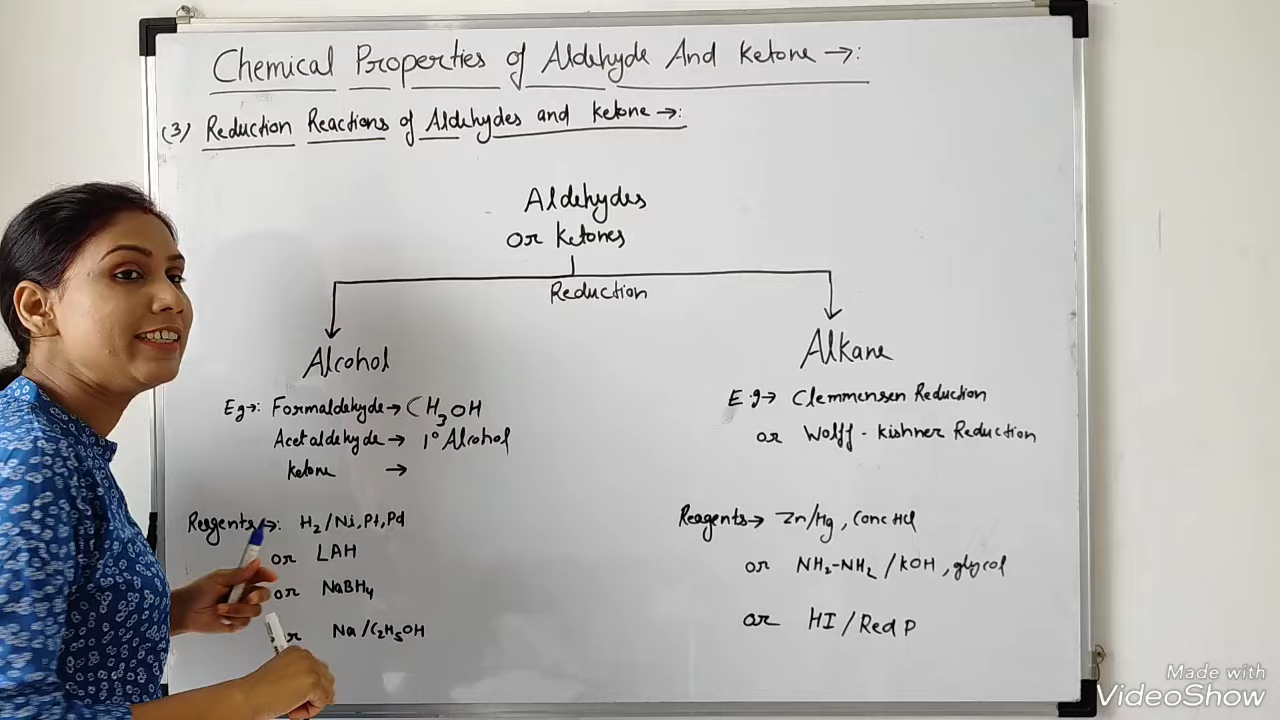 Chemical Properties of Aldehyde And Ketone →:
(3) Reduction Reactions of Aldehydes and Ketone →:
Aldehydes
Or Ketones
Reduction
Alcohol
Eg →: Formaldehyde → CH3OH
Acetaldehyde → 1° Alcohol
Ketone →
Reagents →: H2/Ni, Pt, Pd
or LAH
or NaBH4
r Na/C2H5OH
Alkane
E.g → Clemmensen Reduction
or Wolff-Kishner Reduction
Reagents → Zn/Hg, Conc HCl
or NH2-NH2/KOH, glycol
or HI/Red P
Made with
VideoShow